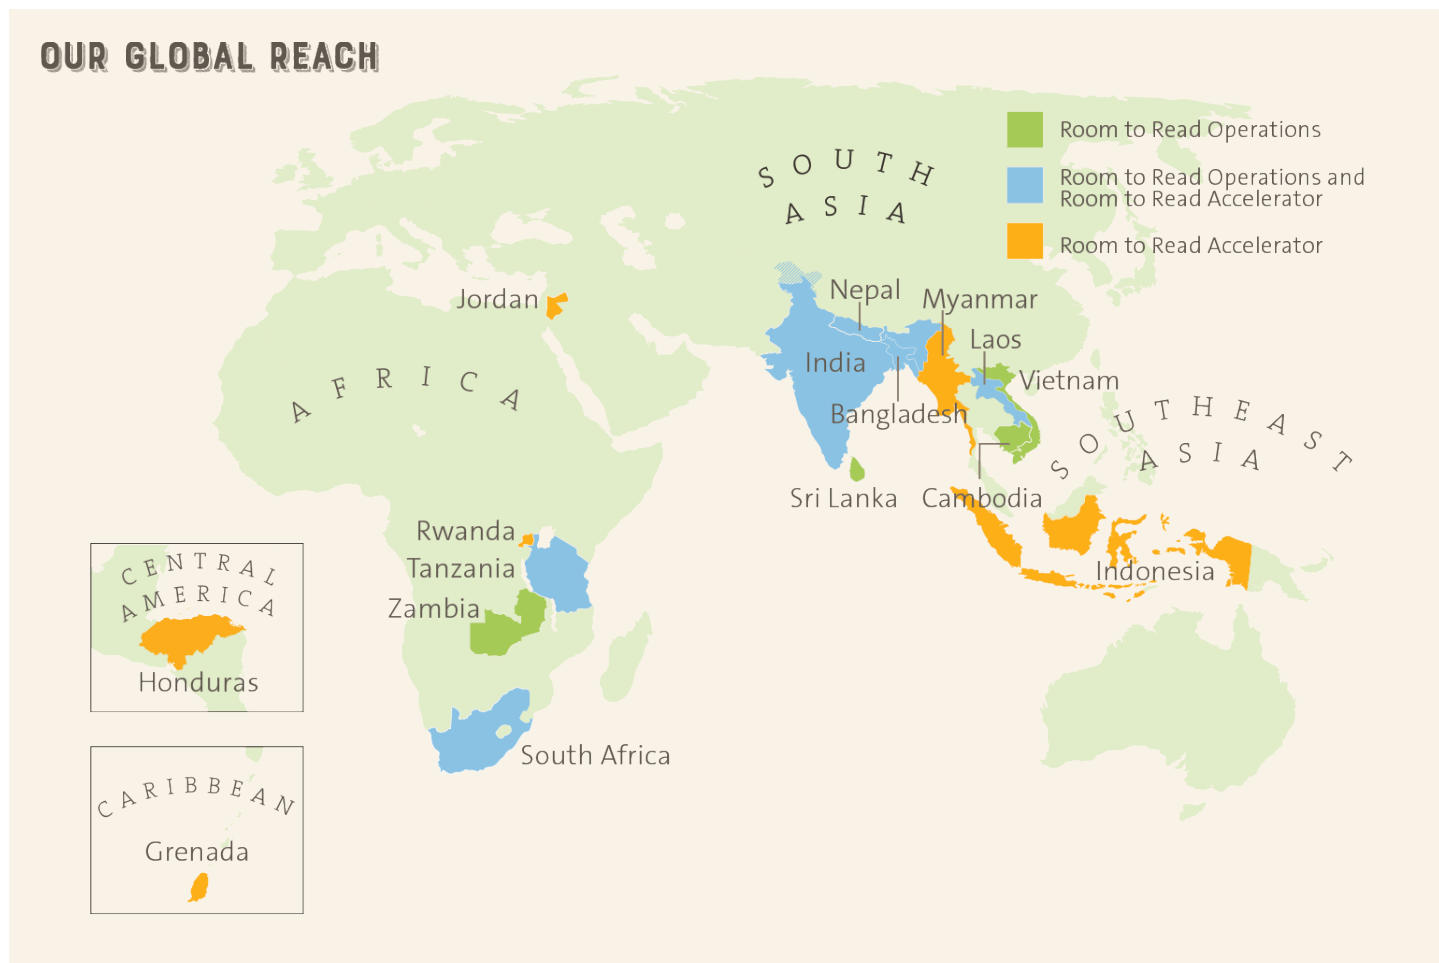 OUR GLOBAL REACH
Room to Read Operations
Room to Read Operations and
Room to Read Accelerator
Room to Read Accelerator
SOUTH
ASIA
Nepal
Myanmar
Jordan
Laos
India
Vietnam
AFRICA
Bangladesh
SOUTHEAST
ASIA
Sri Lanka
Cambodia
Rwanda
Tanzania
Indonesia
Zambia
South Africa
CENTRAL
AMERICA
Honduras
CARIBBEAN
Grenada